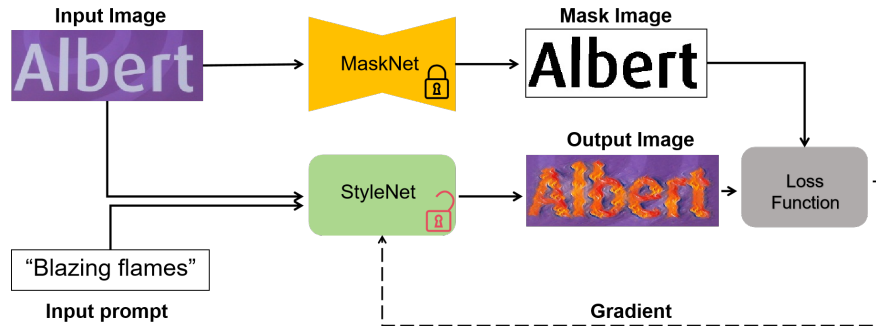 Input Image
Albert
MaskNet
Mask Image
Albert
StyleNet
Output Image
Albert
Loss
Function
“Blazing flames”
Input prompt
Gradient